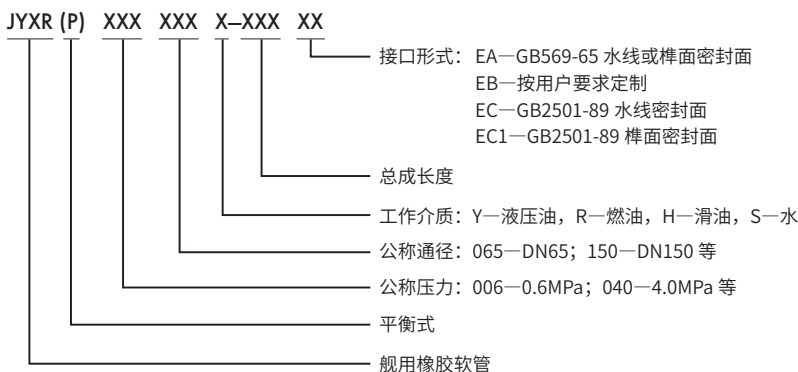 JYXR (P) XXX XXX X—XXX XX
接口形式：EA—GB569-65 水线或榫面密封面
EB—按用户要求定制
EC—GB2501-89 水线密封面
EC1—GB2501-89 榫面密封面
总成长度
工作介质：Y—液压油，R—燃油，H—滑油，S—水
公称通径：065—DN65；150—DN150 等
公称压力：006—0.6MPa；040—4.0MPa 等
平衡式
舰用橡胶软管